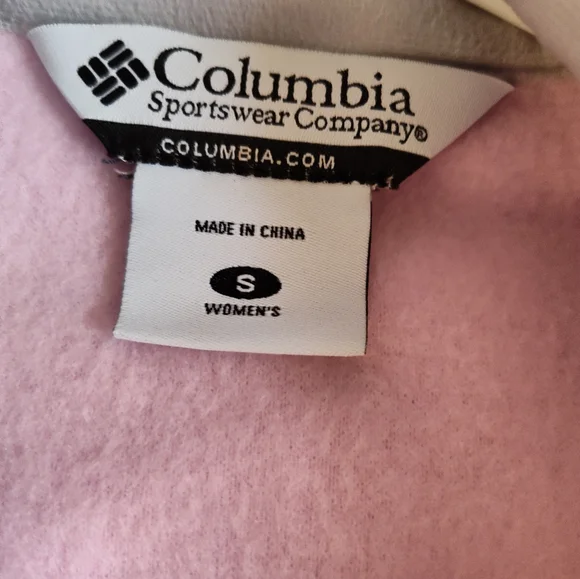 Columbia
Sportswear Company®
COLUMBIA.COM
MADE IN CHINA
S
WOMEN'S